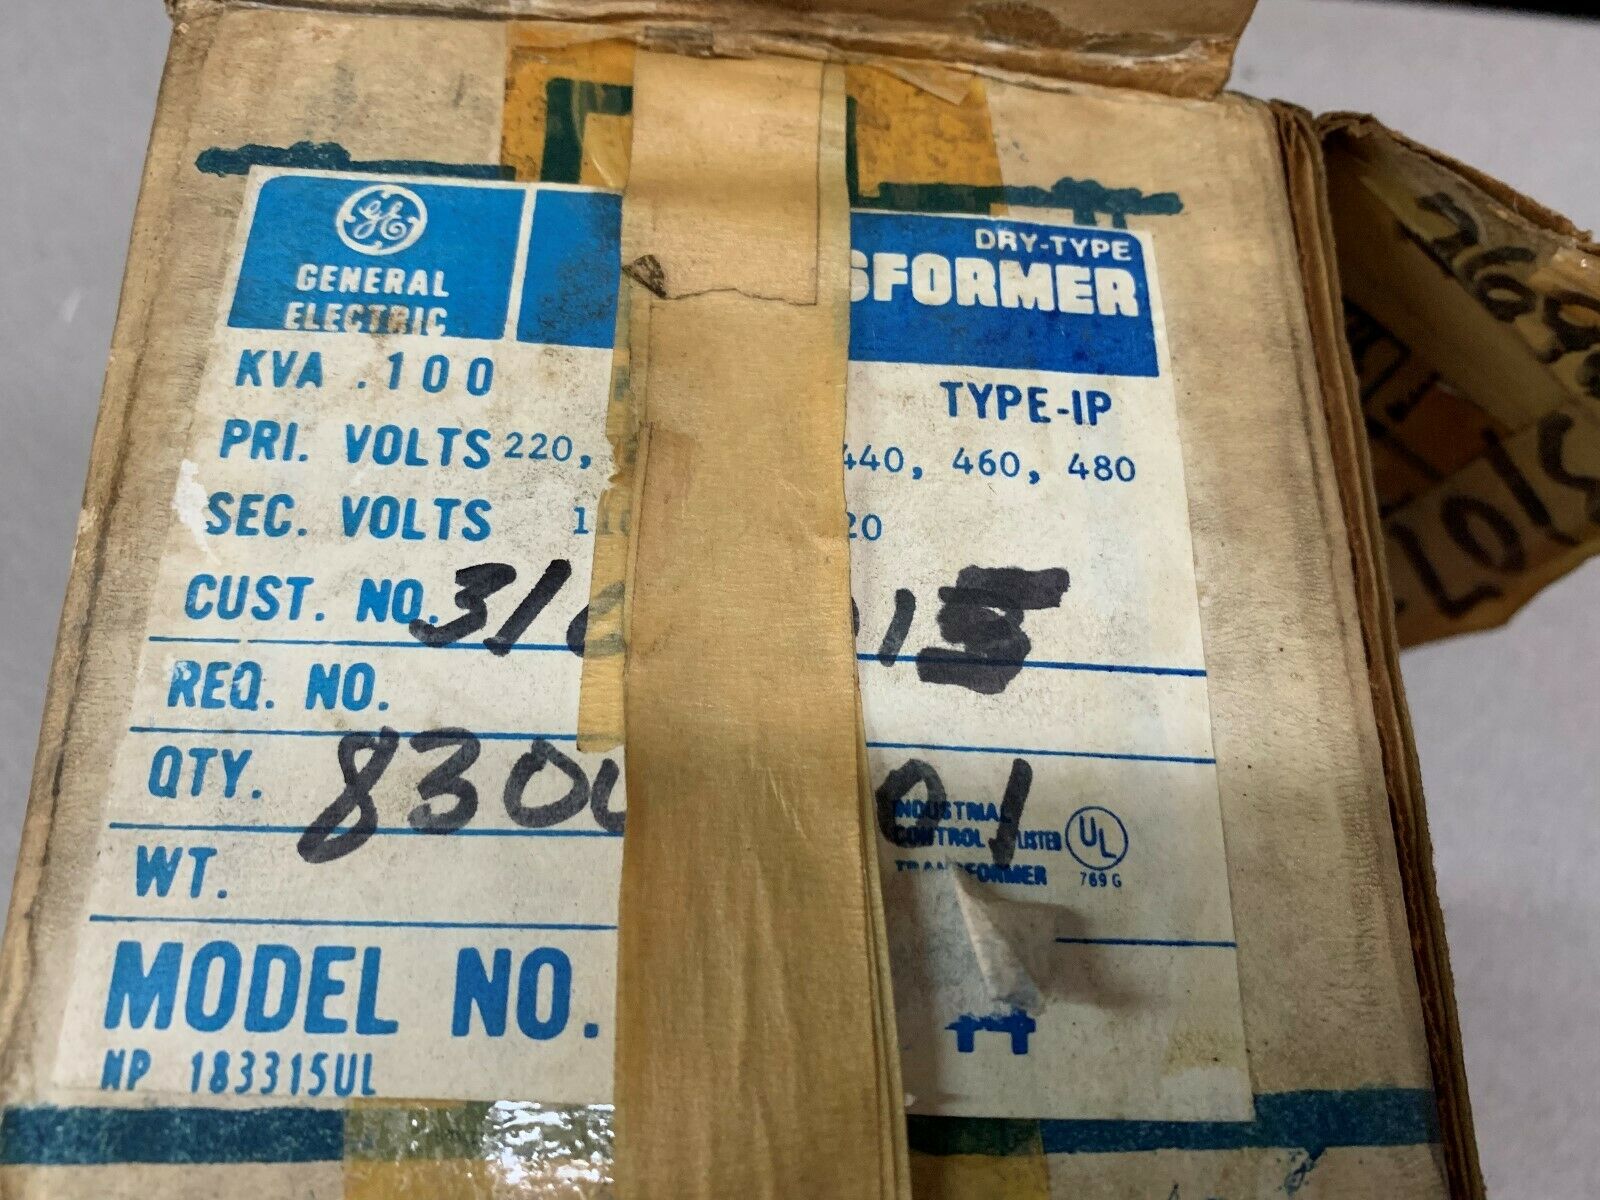 GE
GENERAL
ELECTRIC
DRY-TYPE
SFORMER
KVA .100
TYPE-IP
PRI. VOLTS 220, 440, 460, 480
SEC. VOLTS 11 20
CUST. NO. 31 15
REQ. NO.
QTY. 830 01
INDUSTRIAL
CONTROL LISTED UL
TRANSFORMER 769G
WT.
MODEL NO.
NP 183315UL